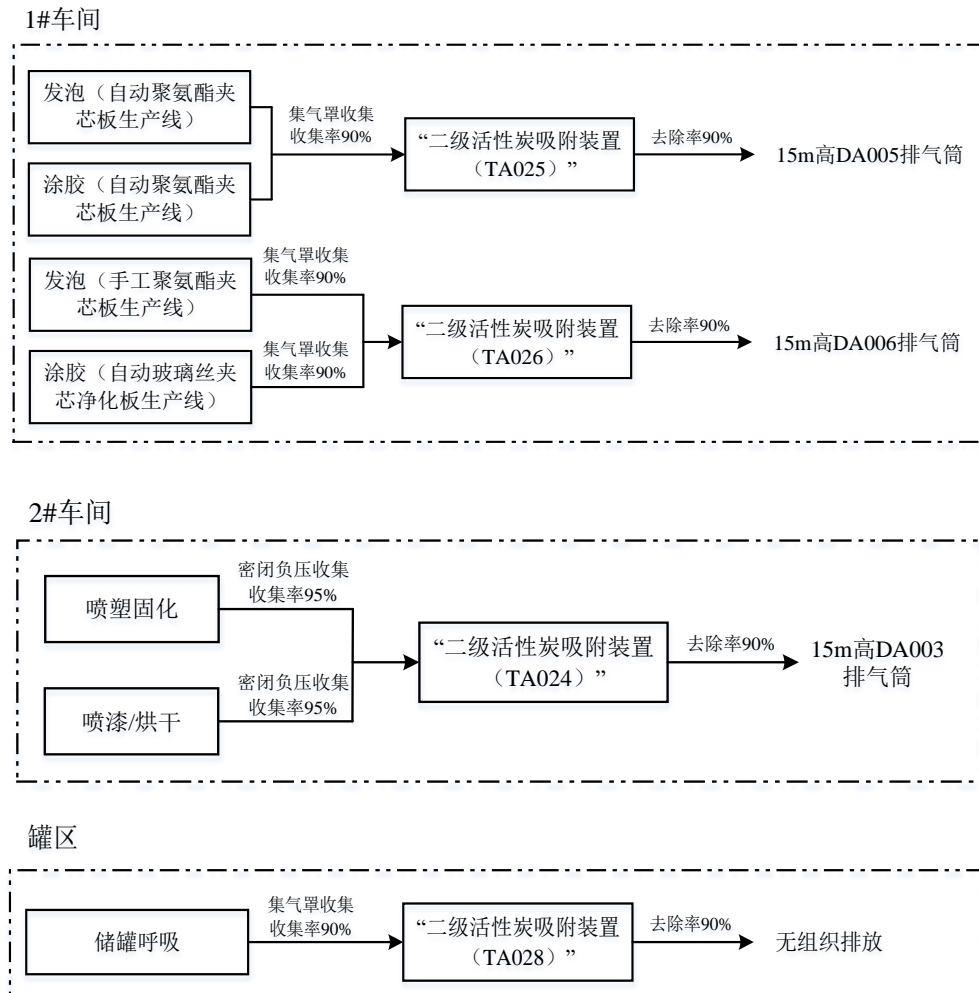 1#车间
发泡（自动聚氨酯夹
芯板生产线）
涂胶（自动聚氨酯夹
芯板生产线）
集气罩收集
收集率90%
“二级活性炭吸附装置
（TA025）”
去除率90%
15m高DA005排气筒
发泡（手工聚氨酯夹
芯板生产线）
集气罩收集
收集率90%
涂胶（自动玻璃丝夹
芯净化板生产线）
集气罩收集
收集率90%
“二级活性炭吸附装置
（TA026）”
去除率90%
15m高DA006排气筒
2#车间
喷塑固化
密闭负压收集
收集率95%
喷漆/烘干
密闭负压收集
收集率95%
“二级活性炭吸附装置
（TA024）”
去除率90%
15m高DA003
排气筒
罐区
储罐呼吸
集气罩收集
收集率90%
“二级活性炭吸附装置
（TA028）”
去除率90%
无组织排放